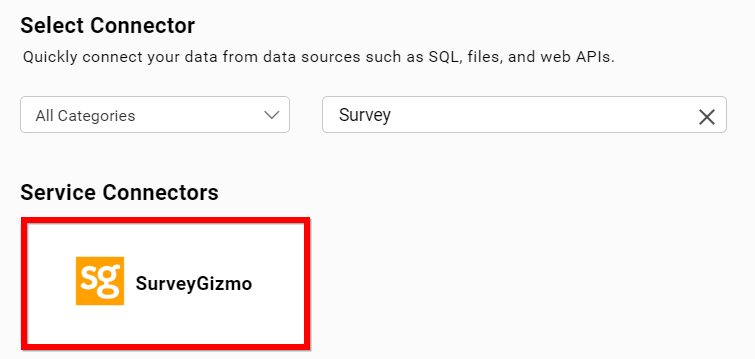 Select Connector
Quickly connect your data from data sources such as SQL, files, and web APIs.
All Categories
Survey
Service Connectors
sg
SurveyGizmo